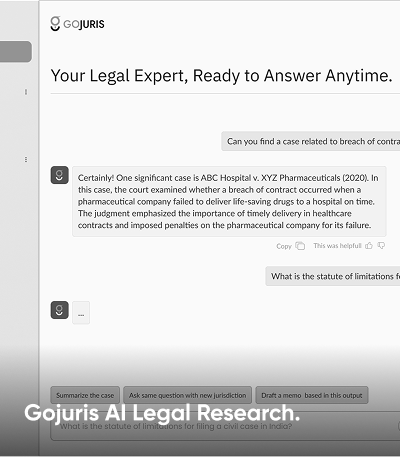 GOJURIS
Your Legal Expert, Ready to Answer Anytime.
Can you find a case related to breach of contra
Certainly! One significant case is ABC Hospital v. XYZ Pharmaceuticals (2020). In
this case, the court examined whether a breach of contract occurred when a
pharmaceutical company failed to deliver life-saving drugs to a hospital on time.
The judgment emphasized the importance of timely delivery in healthcare
contracts and imposed penalties on the pharmaceutical company for its failure.
Copy This was helpfull
What is the statute of limitations fo
...
Summarize the case Ask same question with new jurisdiction Draft a memo based in this output
Gojuris AI Legal Research.
What is the statute of limitations for filing a civil case in India?